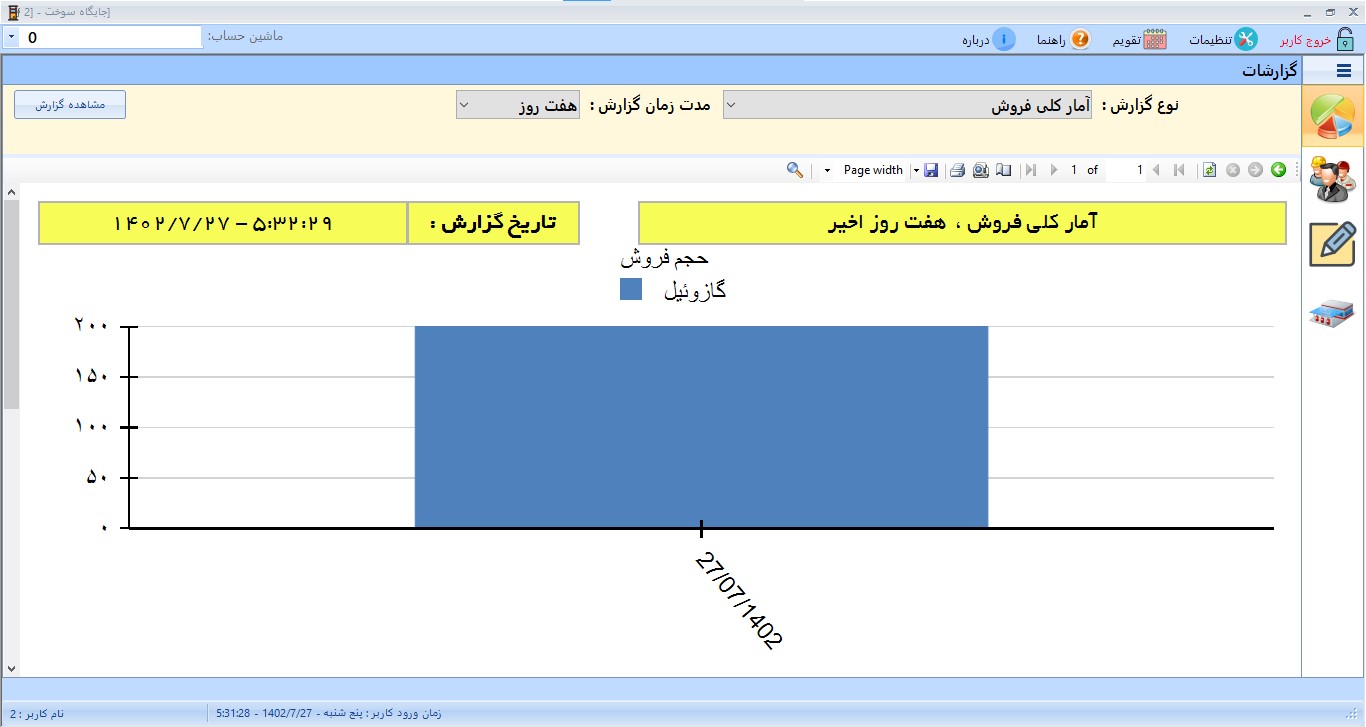 [جایگاه سوخت - [2
خروج کاربر
تنظیمات
تقویم
راهنما
درباره
ماشین حساب:
0
گزارشات
نوع گزارش :
آمار کلی فروش
مدت زمان گزارش :
هفت روز
مشاهده گزارش
1 of 1
Page width
آمار کلی فروش ، هفت روز اخیر
تاریخ گزارش :
۱۴۰۲/۷/۲۷ - ۵:۳۲:۲۹
حجم فروش
گازوئیل
۲۰۰
۱۵۰
۱۰۰
۵۰
۰
27/07/1402
زمان ورود کاربر : پنج شنبه - 1402/7/27 - 5:31:28
نام کاربر : 2